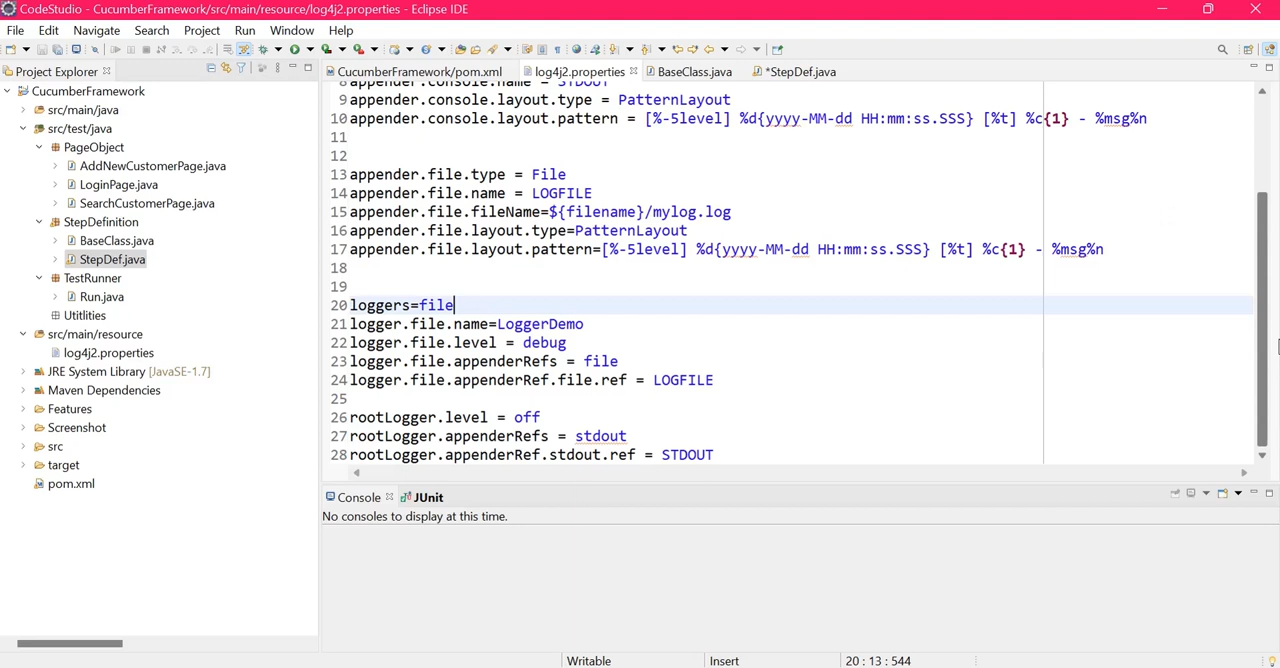 CodeStudio - CucumberFramework/src/main/resource/log4j2.properties - Eclipse IDE
File Edit Navigate Search Project Run Window Help
Project Explorer
CucumberFramework
src/main/java
src/test/java
PageObject
AddNewCustomerPage.java
LoginPage.java
SearchCustomerPage.java
StepDefinition
BaseClass.java
StepDef.java
TestRunner
Run.java
Utitlities
src/main/resource
log4j2.properties
JRE System Library [JavaSE-1.7]
Maven Dependencies
Features
Screenshot
src
target
pom.xml
CucumberFramework/pom.xml log4j2.properties BaseClass.java *StepDef.java
8 appender.console.name = STDOUT
9 appender.console.layout.type = PatternLayout
10 appender.console.layout.pattern = [%-5level] %d{yyyy-MM-dd HH:mm:ss.SSS} [%t] %c{1} - %msg%n
11
12
13 appender.file.type = File
14 appender.file.name = LOGFILE
15 appender.file.fileName=${filename}/mylog.log
16 appender.file.layout.type=PatternLayout
17 appender.file.layout.pattern=[%-5level] %d{yyyy-MM-dd HH:mm:ss.SSS} [%t] %c{1} - %msg%n
18
19
20 loggers=file
21 logger.file.name=LoggerDemo
22 logger.file.level = debug
23 logger.file.appenderRefs = file
24 logger.file.appenderRef.file.ref = LOGFILE
25
26 rootLogger.level = off
27 rootLogger.appenderRefs = stdout
28 rootLogger.appenderRef.stdout.ref = STDOUT
Console JUnit
No consoles to display at this time.
Writable Insert 20 : 13 : 544